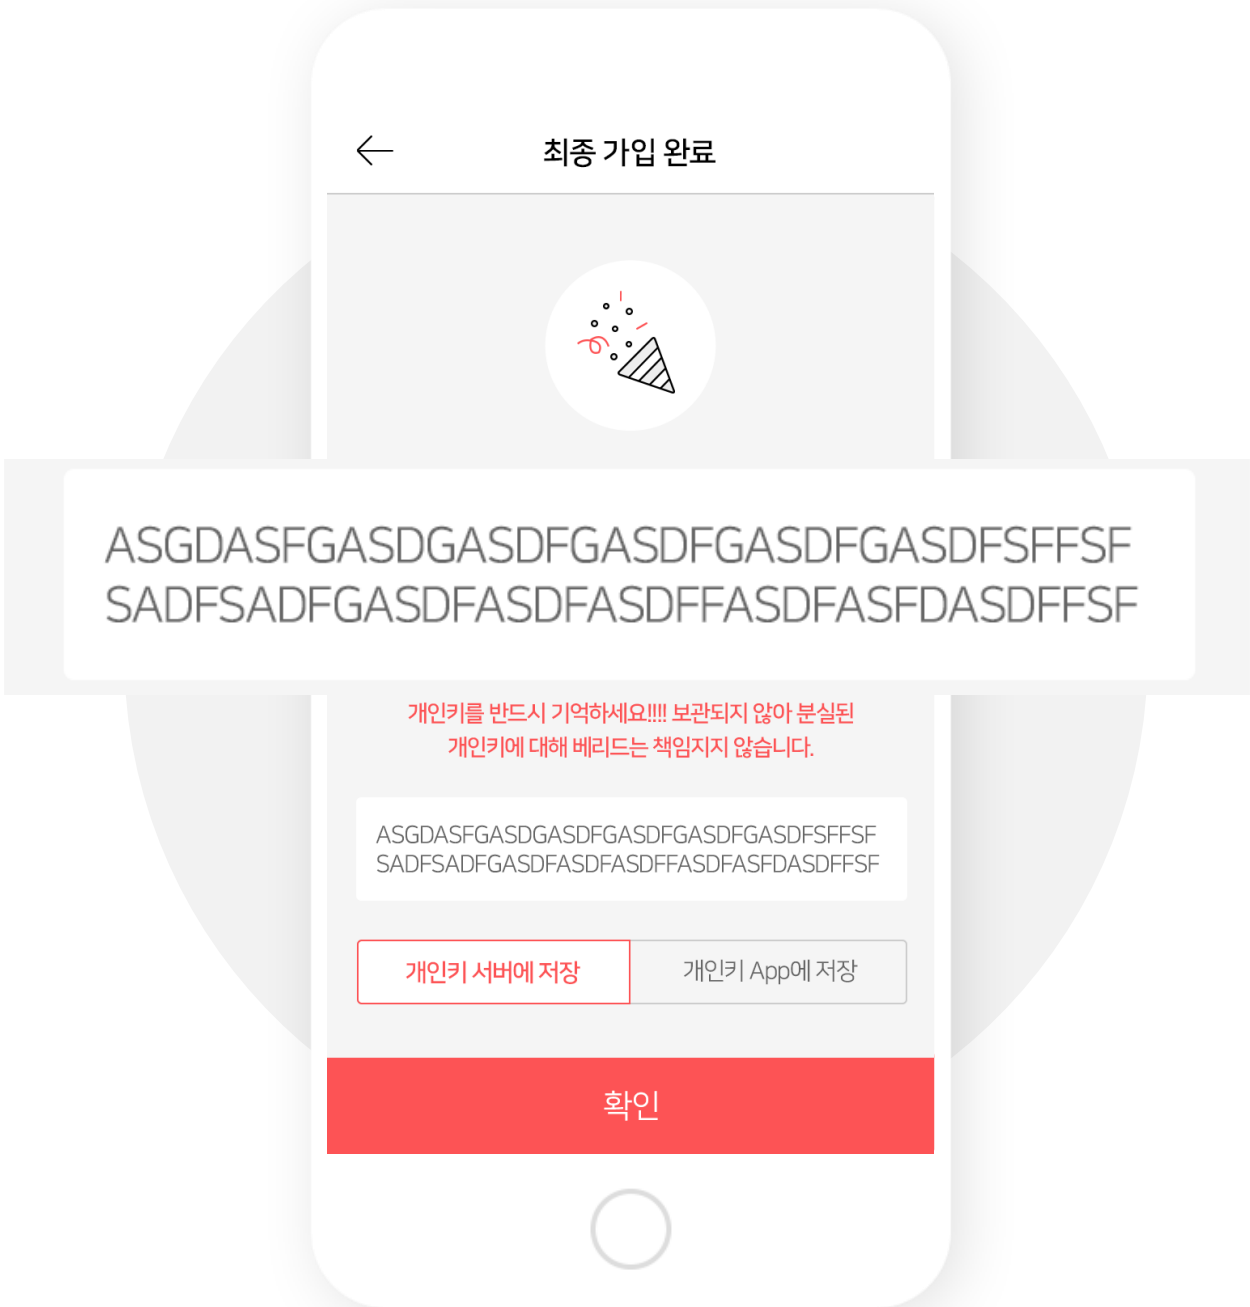 최종 가입 완료
ASGDASFGASDGASDFGASDFGASDFGASDFSFFSF
SADFSADFGASDFASDFASDFFASDFASFDASDFFSF
개인키를 반드시 기억하세요!!!! 보관되지 않아 분실된
개인키에 대해 베리드는 책임지지 않습니다.
ASGDASFGASDGASDFGASDFGASDFGASDFSFFSF
SADFSADFGASDFASDFASDFFASDFASFDASDFFSF
개인키 서버에 저장
개인키 App에 저장
확인